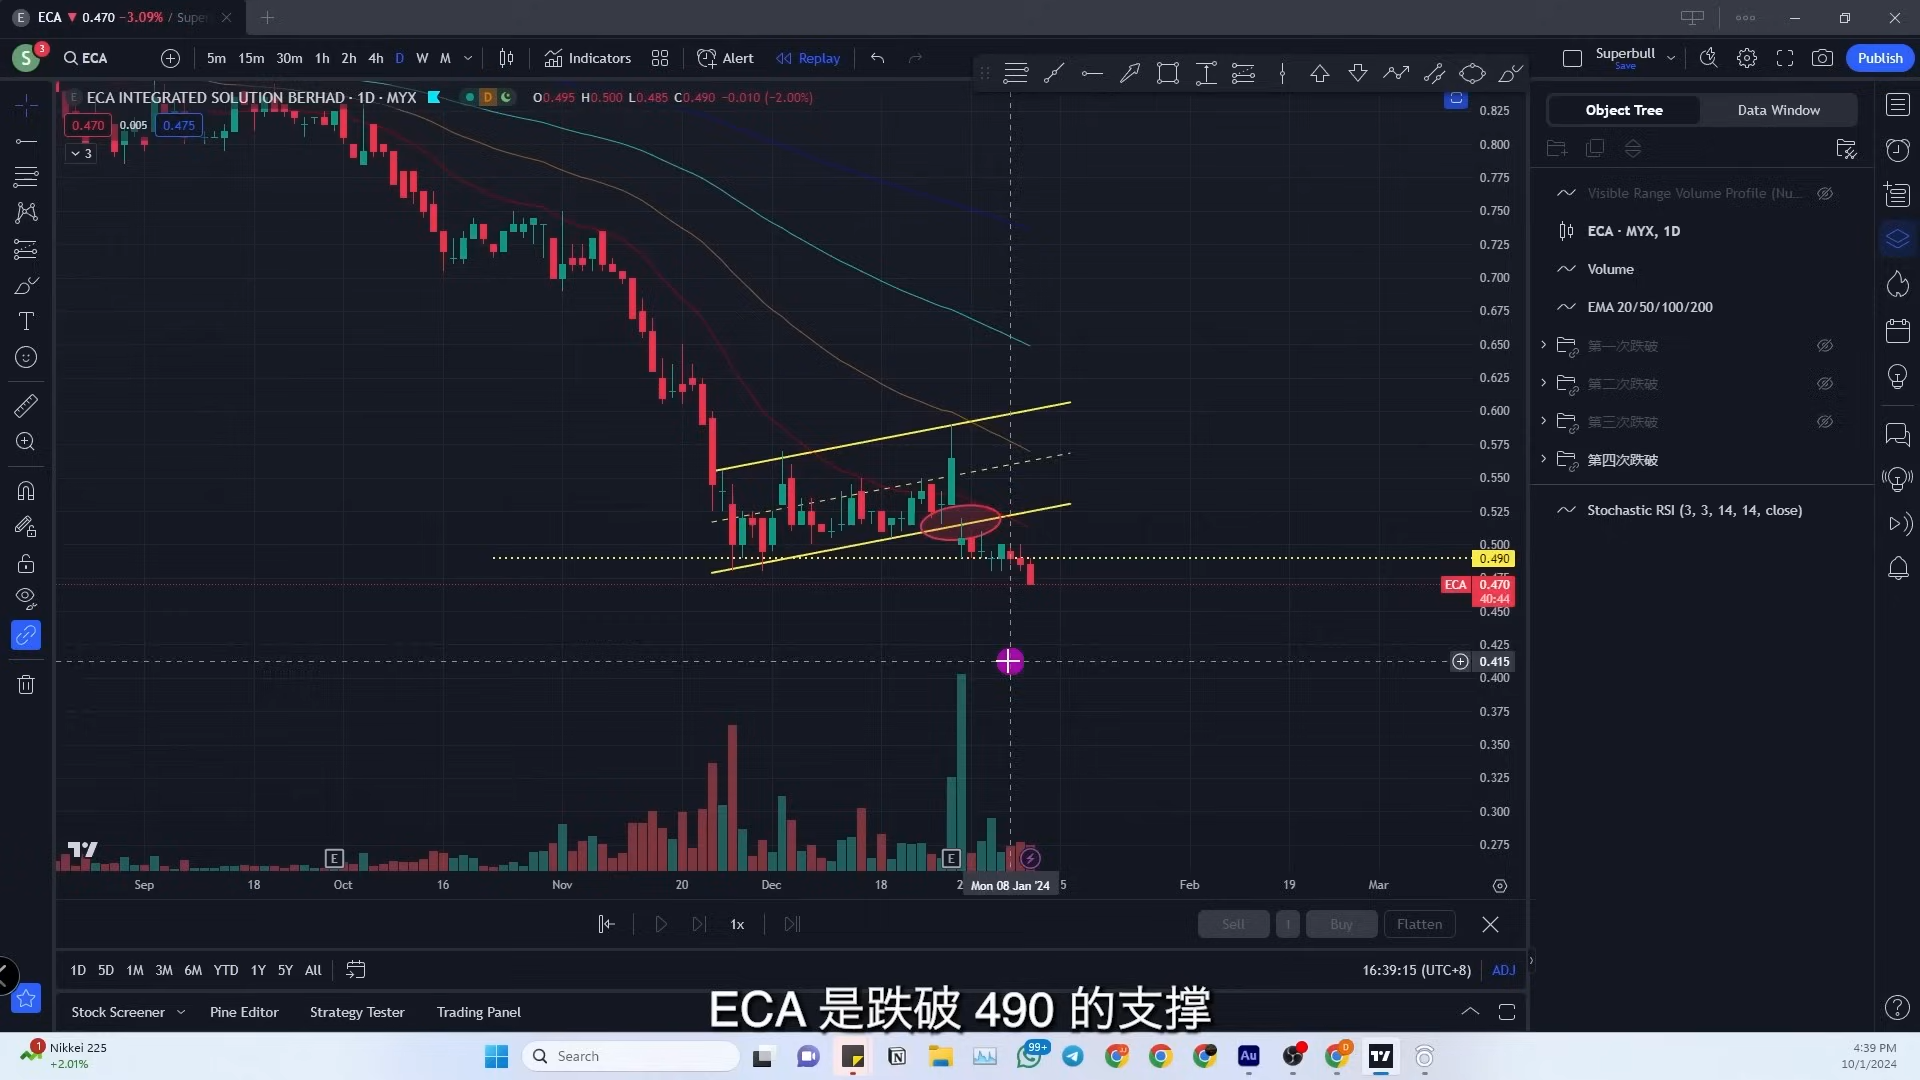 ECA ▼ 0.470 −3.09% / Super
S 3 ECA 5m 15m 30m 1h 2h 4h D W M Indicators Alert Replay Superbull Save Publish
ECA INTEGRATED SOLUTION BERHAD · 1D · MYX D O0.495 H0.500 L0.485 C0.490 −0.010 (−2.00%)
0.470 0.005 0.475
3
0.825
0.800
0.775
0.750
0.725
0.700
0.675
0.650
0.625
0.600
0.575
0.550
0.525
0.500
0.490
ECA 0.470
40:44
0.450
0.425
0.415
0.400
0.375
0.350
0.325
0.300
0.275
E E
Sep 18 Oct 16 Nov 20 Dec 18 2 Mon 08 Jan '24 5 Feb 19 Mar
Object Tree Data Window
Visible Range Volume Profile (Nu...
ECA · MYX, 1D
Volume
EMA 20/50/100/200
第一次跌破
第二次跌破
第三次跌破
第四次跌破
Stochastic RSI (3, 3, 14, 14, close)
1x Sell 1 Buy Flatten
1D 5D 1M 3M 6M YTD 1Y 5Y All 16:39:15 (UTC+8) ADJ
Stock Screener Pine Editor Strategy Tester Trading Panel
ECA 是跌破 490 的支撑
1 Nikkei 225
+2.01%
Search 99+ Au D
4:39 PM
10/1/2024